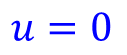 u = 0